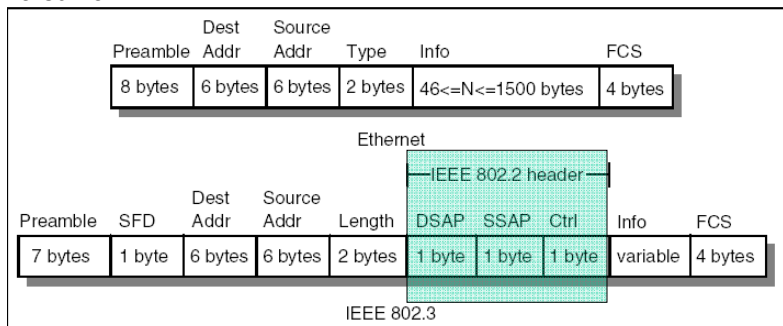 Dest Source
Preamble Addr Addr Type Info FCS
8 bytes 6 bytes 6 bytes 2 bytes 46<=N<=1500 bytes 4 bytes
Ethernet
IEEE 802.2 header
Dest Source
Preamble SFD Addr Addr Length DSAP SSAP Ctrl Info FCS
7 bytes 1 byte 6 bytes 6 bytes 2 bytes 1 byte 1 byte 1 byte variable 4 bytes
IEEE 802.3